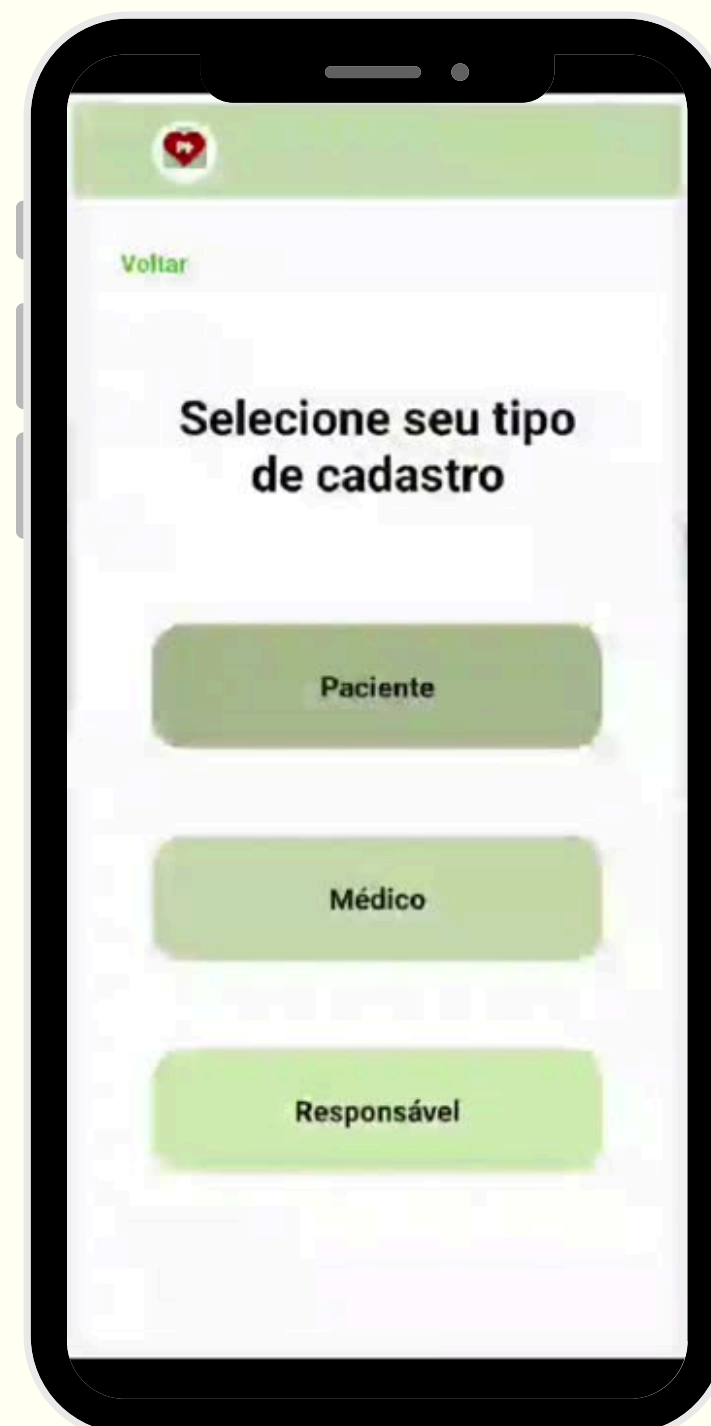 Voltar
Selecione seu tipo
de cadastro
Paciente
Médico
Responsável